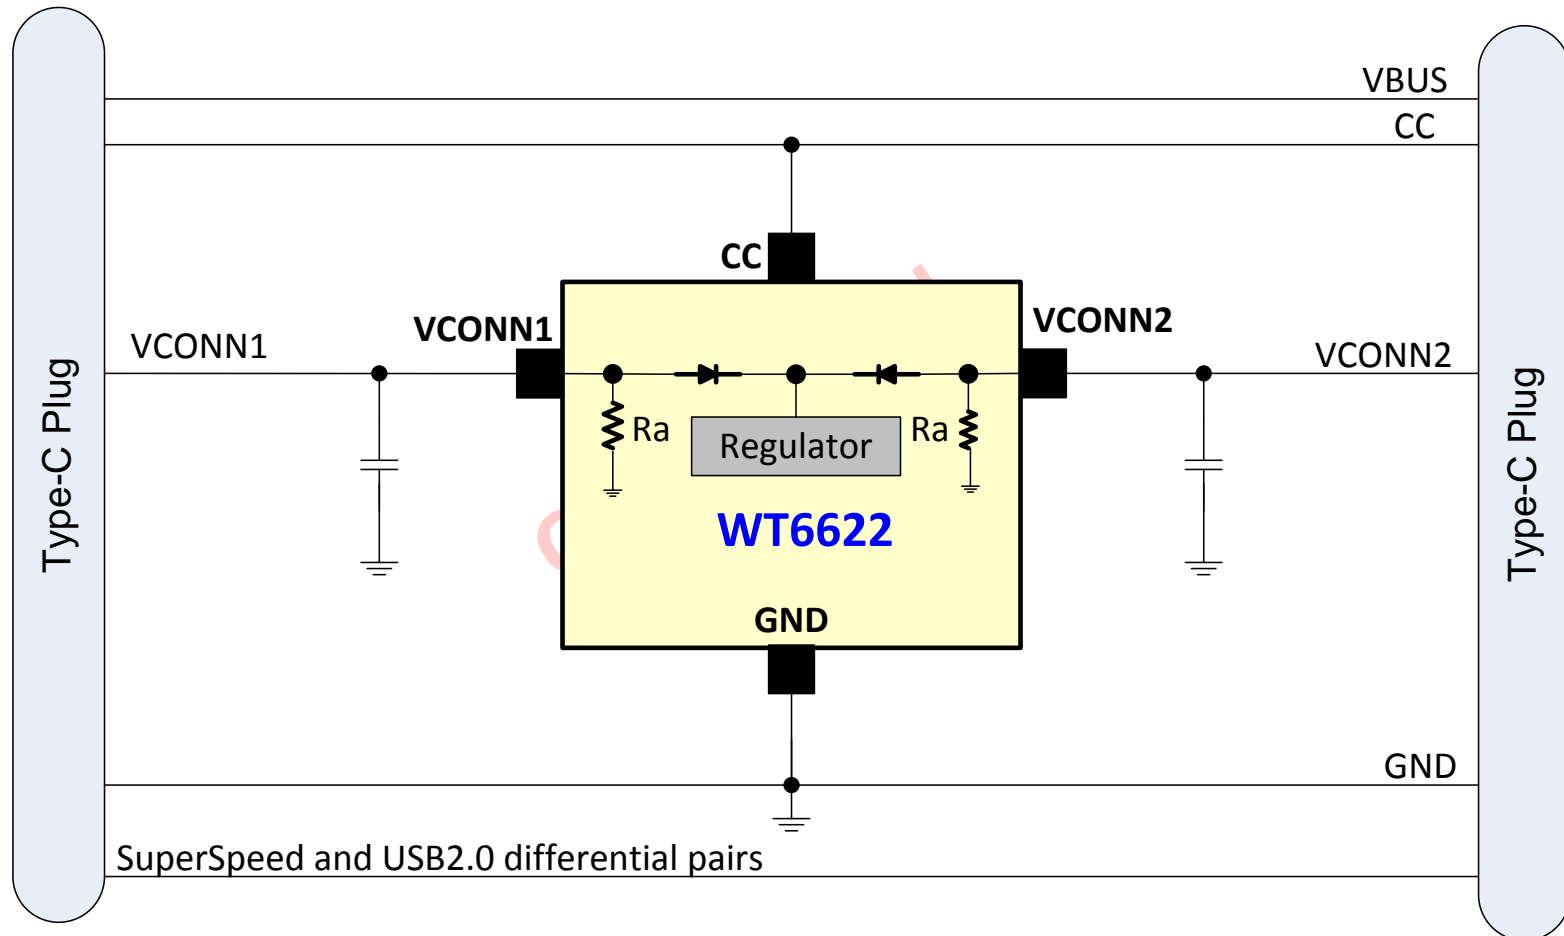 VBUS
CC
CC
VCONN1
VCONN2
VCONN1
VCONN2
Type-C Plug
Type-C Plug
Ra
Regulator
Ra
WT6622
GND
GND
SuperSpeed and USB2.0 differential pairs